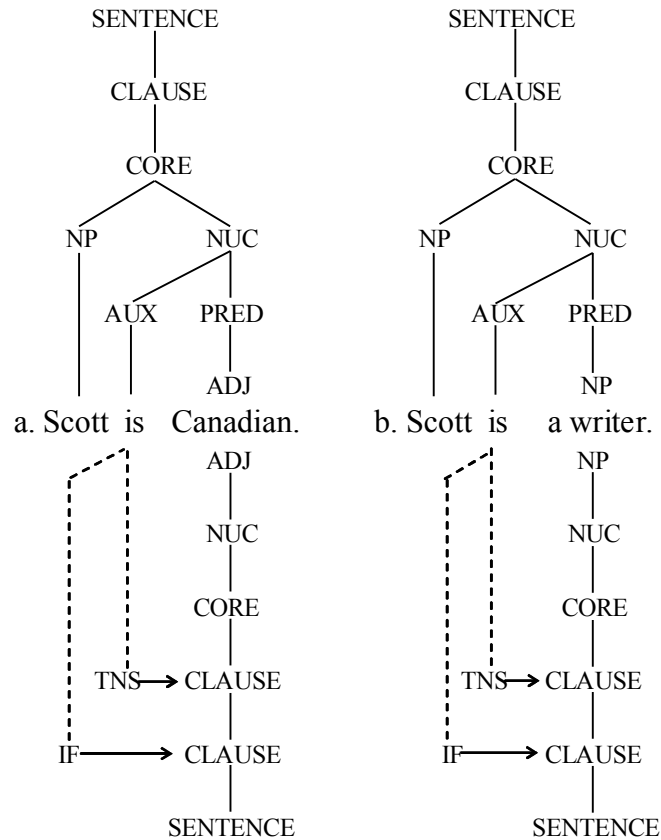 SENTENCE SENTENCE
CLAUSE CLAUSE
CORE CORE
NP NUC NP NUC
AUX PRED AUX PRED
ADJ NP
a. Scott is Canadian. b. Scott is a writer.
ADJ NP
NUC NUC
CORE CORE
TNS CLAUSE TNS CLAUSE
IF CLAUSE IF CLAUSE
SENTENCE SENTENCE